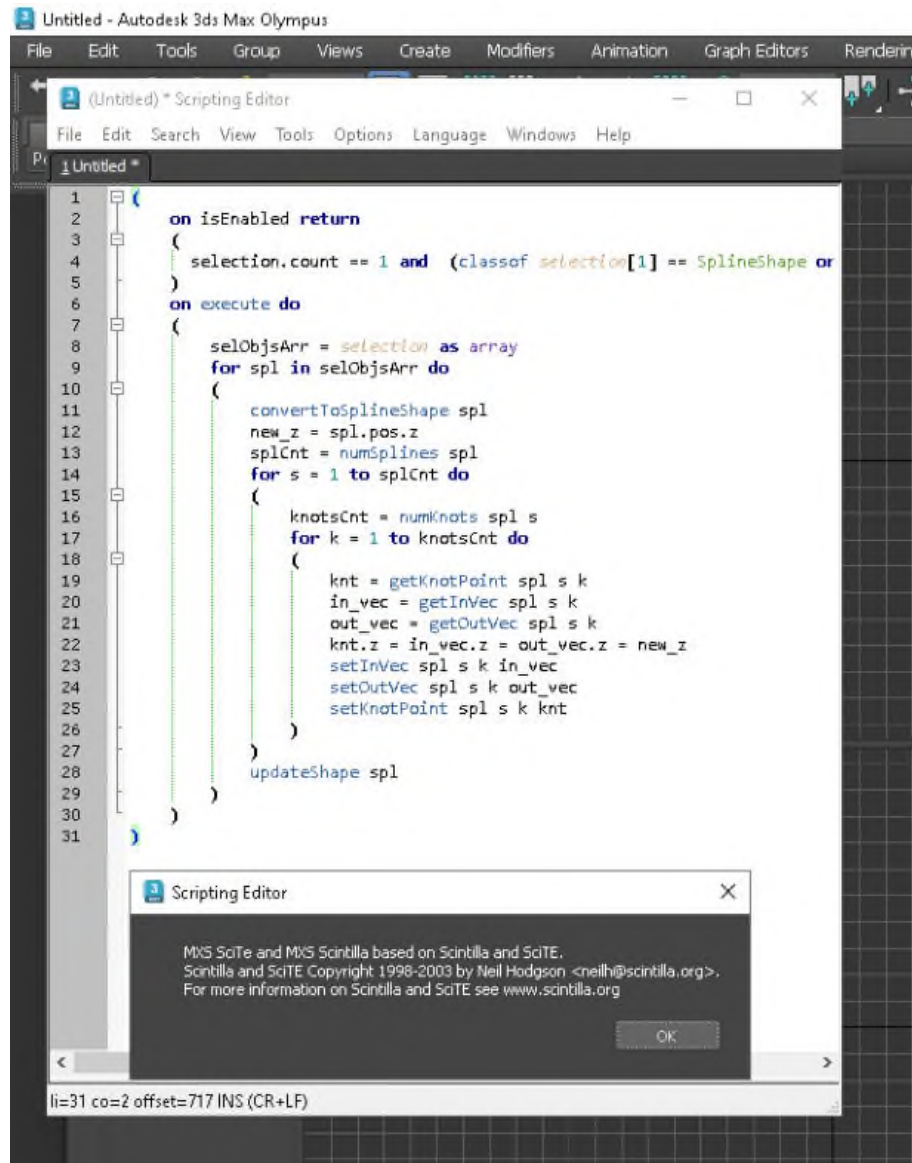 Untitled - Autodesk 3ds Max Olympus
File Edit Tools Group Views Create Modifiers Animation Graph Editors
(Untitled) * Scripting Editor
File Edit Search View Tools Options Language Windows Help
1 Untitled *
1 (
2 on isEnabled return
3 (
4 selection.count == 1 and (classof selection[1] == SplineShape or
5 )
6 on execute do
7 (
8 selObjsArr = selection as array
9 for spl in selObjsArr do
10 (
11 convertToSplineShape spl
12 new_z = spl.pos.z
13 splCnt = numSplines spl
14 for s = 1 to splCnt do
15 (
16 knotsCnt = numKnots spl s
17 for k = 1 to knotsCnt do
18 (
19 knt = getKnotPoint spl s k
20 in_vec = getInVec spl s k
21 out_vec = getOutVec spl s k
22 knt.z = in_vec.z = out_vec.z = new_z
23 setInVec spl s k in_vec
24 setOutVec spl s k out_vec
25 setKnotPoint spl s k knt
26 )
27 )
28 updateShape spl
29 )
30 )
31 )
Scripting Editor
MXS SciTe and MXS Scintilla based on Scintilla and SciTE.
Scintilla and SciTE Copyright 1998-2003 by Neil Hodgson <neilh@scintilla.org>.
For more information on Scintilla and SciTE see www.scintilla.org
OK
li=31 co=2 offset=717 INS (CR+LF)